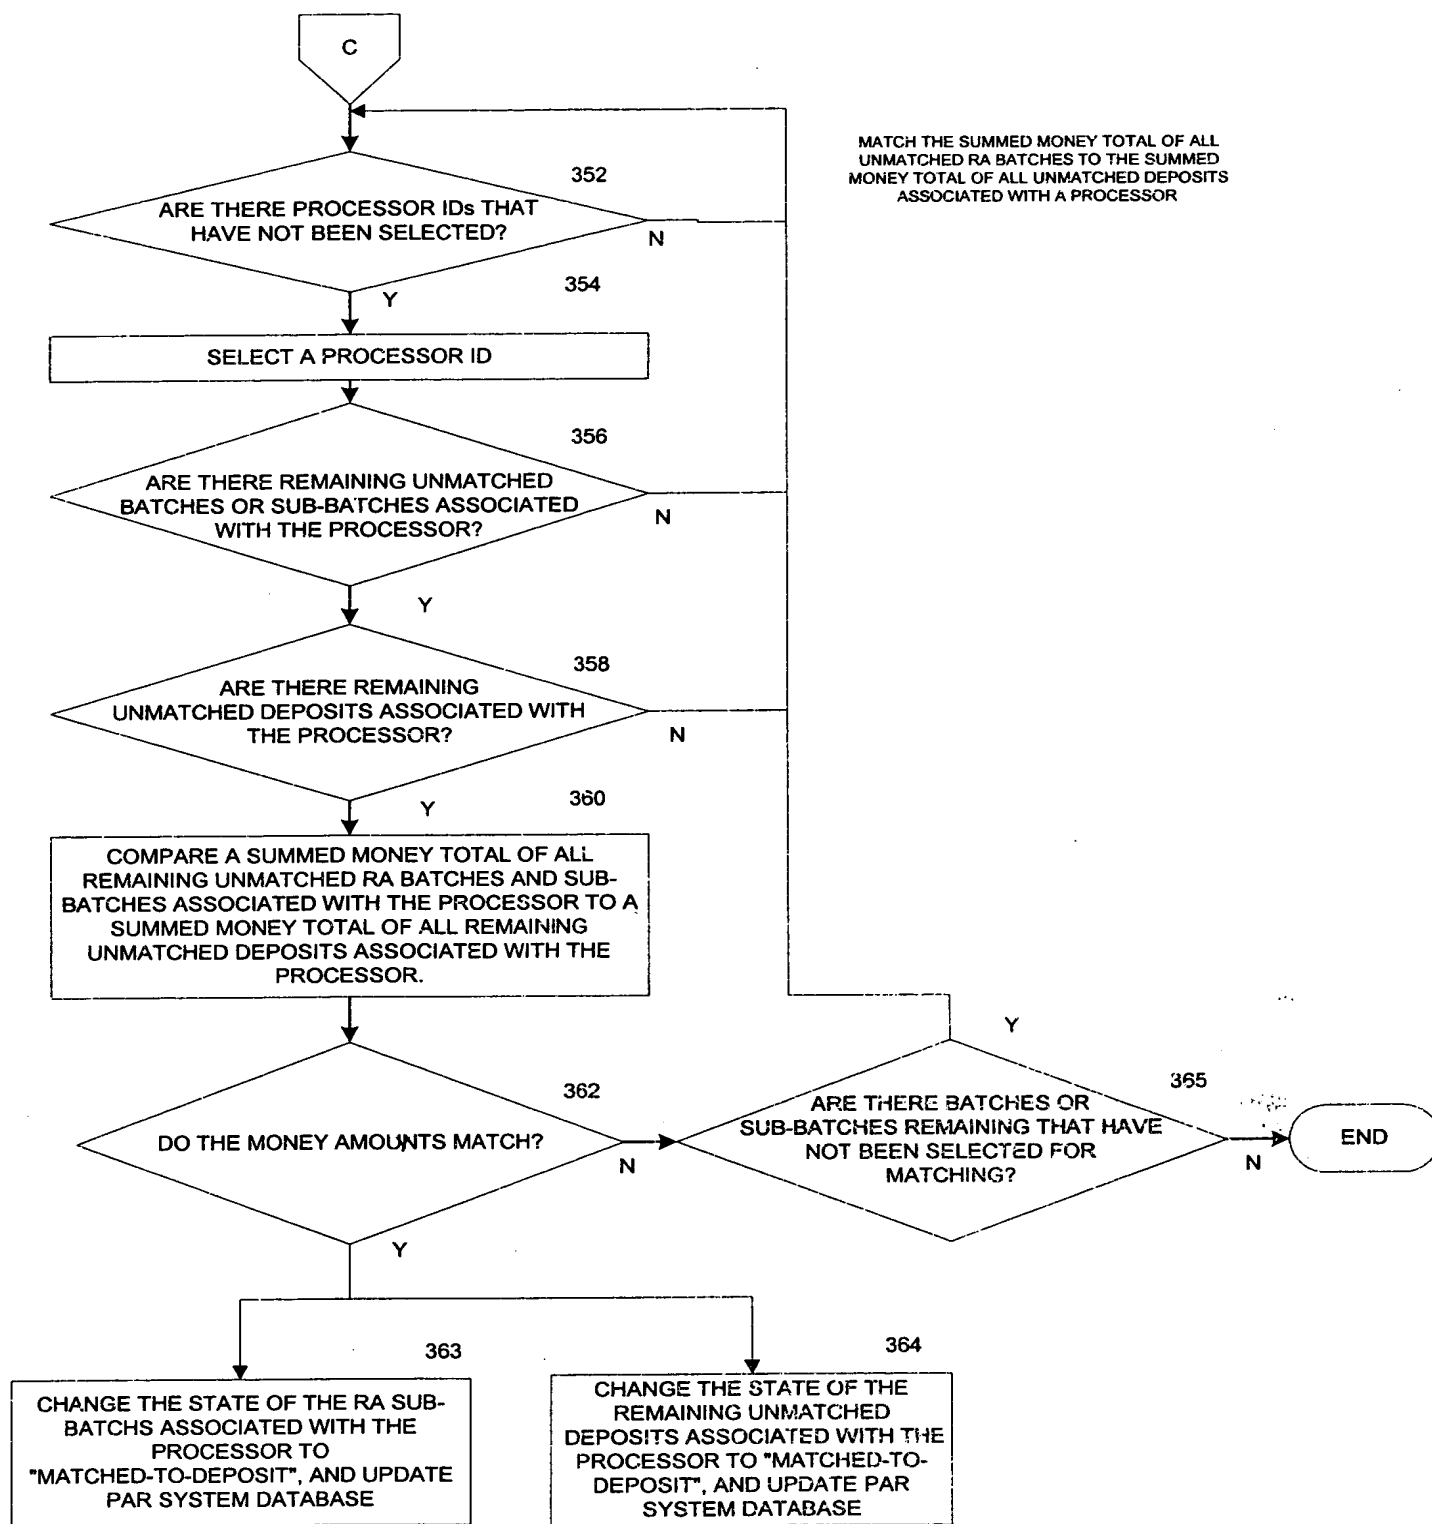 C
MATCH THE SUMMED MONEY TOTAL OF ALL
UNMATCHED RA BATCHES TO THE SUMMED
MONEY TOTAL OF ALL UNMATCHED DEPOSITS
ASSOCIATED WITH A PROCESSOR
352
ARE THERE PROCESSOR IDs THAT
HAVE NOT BEEN SELECTED?
N
Y
354
SELECT A PROCESSOR ID
356
ARE THERE REMAINING UNMATCHED
BATCHES OR SUB-BATCHES ASSOCIATED
WITH THE PROCESSOR?
N
Y
358
ARE THERE REMAINING
UNMATCHED DEPOSITS ASSOCIATED WITH
THE PROCESSOR?
N
Y
360
COMPARE A SUMMED MONEY TOTAL OF ALL
REMAINING UNMATCHED RA BATCHES AND SUB-
BATCHES ASSOCIATED WITH THE PROCESSOR TO A
SUMMED MONEY TOTAL OF ALL REMAINING
UNMATCHED DEPOSITS ASSOCIATED WITH THE
PROCESSOR.
362
DO THE MONEY AMOUNTS MATCH?
N
Y
Y
365
ARE THERE BATCHES OR
SUB-BATCHES REMAINING THAT HAVE
NOT BEEN SELECTED FOR
MATCHING?
N
END
363
CHANGE THE STATE OF THE RA SUB-
BATCHS ASSOCIATED WITH THE
PROCESSOR TO
"MATCHED-TO-DEPOSIT", AND UPDATE
PAR SYSTEM DATABASE
364
CHANGE THE STATE OF THE
REMAINING UNMATCHED
DEPOSITS ASSOCIATED WITH THE
PROCESSOR TO "MATCHED-TO-
DEPOSIT", AND UPDATE PAR
SYSTEM DATABASE